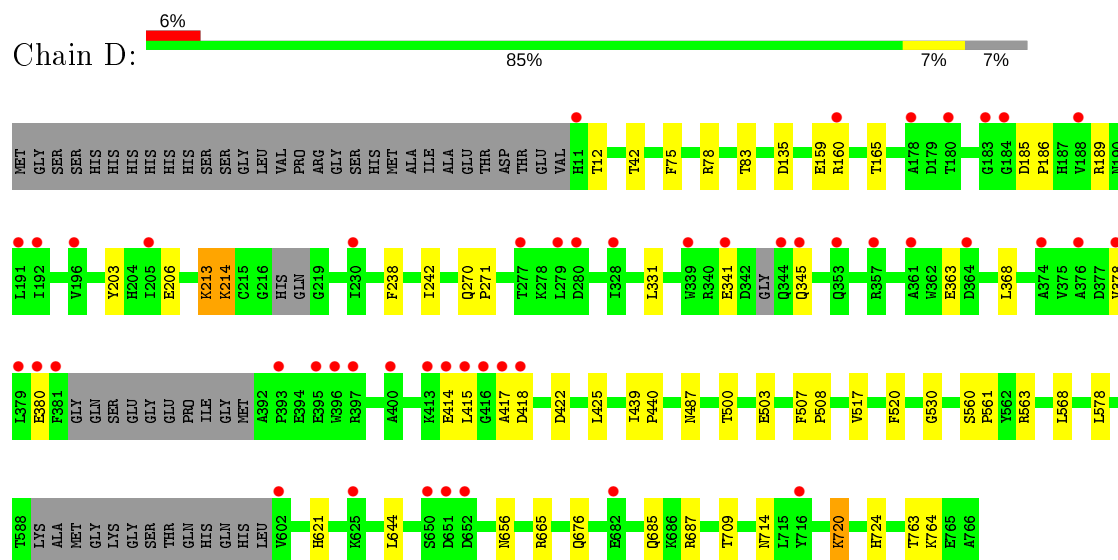 6%
Chain D:
85% 7% 7%
MET GLY SER SER HIS HIS HIS HIS HIS HIS SER SER GLY LEU VAL PRO ARG GLY SER HIS MET ALA ILE ALA GLU THR ASP THR GLU VAL H11 T12 T42 F75 R78 T83 D135 E159 R160 T165 A178 D179 T180 G183 G184 D185 P186 H187 V188 R189 N190
L191 I192 V196 Y203 H204 I205 E206 K213 K214 C215 G216 HIS GLN G219 I230 F238 I242 Q270 P271 T277 K278 L279 D280 I328 L331 W339 R340 E341 D342 GLY Q344 Q345 Q353 R357 A361 W362 E363 D364 L368 A374 V375 A376 D377 V378
L379 E380 F381 GLY GLN SER GLU GLY GLU PRO ILE GLY MET A392 P393 E394 E395 W396 R397 A400 K413 E414 L415 G416 A417 D418 D422 L425 I439 P440 N487 T500 E503 F507 P508 V517 F520 G530 S560 P561 Y562 R563 L568 L578
T588 LYS ALA MET GLY LYS GLY SER THR GLN HIS GLN HIS LEU V602 H621 K625 L644 S650 D651 D652 N656 R665 Q676 E682 Q685 K686 R687 T709 N714 L715 Y716 K720 H724 T763 K764 E765 A766